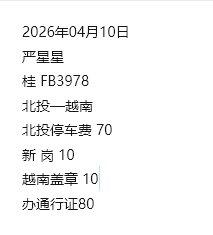 2026年04月10日
严星星
桂 FB3978
北投—越南
北投停车费 70
新 岗 10
越南盖章 10
办通行证80